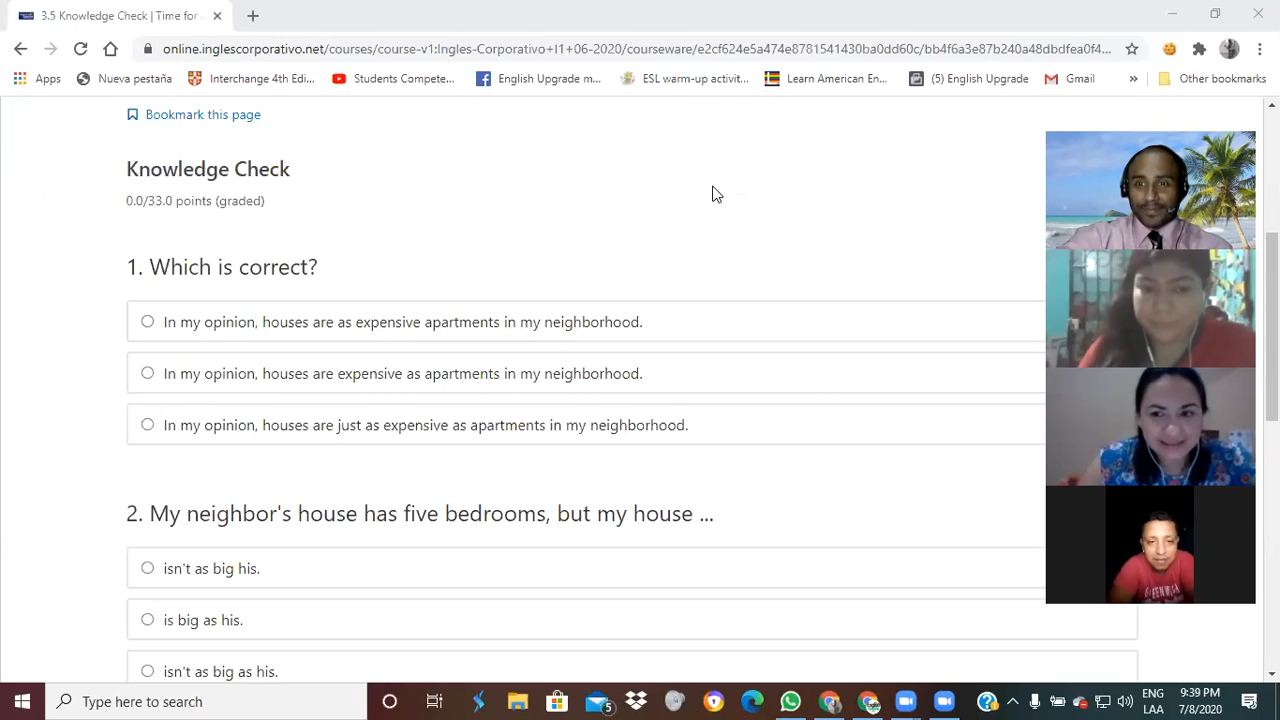 3.5 Knowledge Check | Time for
online.inglescorporativo.net/courses/course-v1:Ingles-Corporativo+I1+06-2020/courseware/e2cf624e5a474e8781541430ba0dd60c/bb4f6a3e87b240a48dbdfea0f4...
Apps Nueva pestaña Interchange 4th Edi... Students Compete... English Upgrade m... ESL warm-up activit... Learn American En... (5) English Upgrade Gmail » Other bookmarks
Bookmark this page
Knowledge Check
0.0/33.0 points (graded)
1. Which is correct?
In my opinion, houses are as expensive apartments in my neighborhood.
In my opinion, houses are expensive as apartments in my neighborhood.
In my opinion, houses are just as expensive as apartments in my neighborhood.
2. My neighbor's house has five bedrooms, but my house ...
isn't as big his.
is big as his.
isn't as big as his.
Type here to search
5
ENG 9:39 PM
LAA 7/8/2020